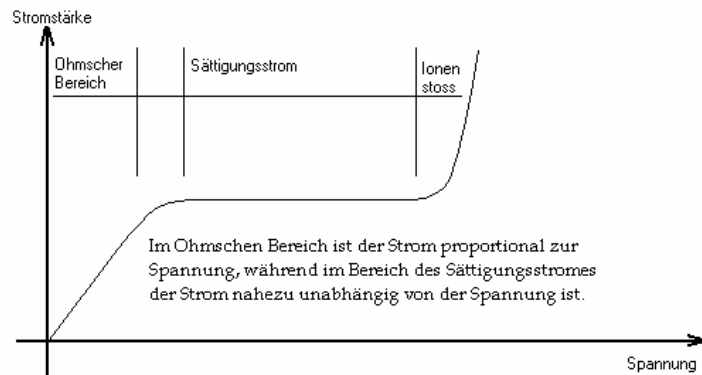 Stromstärke
Ohmscher
Bereich
Sättigungsstrom
Ionen
stoss
Im Ohmschen Bereich ist der Strom proportional zur
Spannung, während im Bereich des Sättigungsstromes
der Strom nahezu unabhängig von der Spannung ist.
Spannung